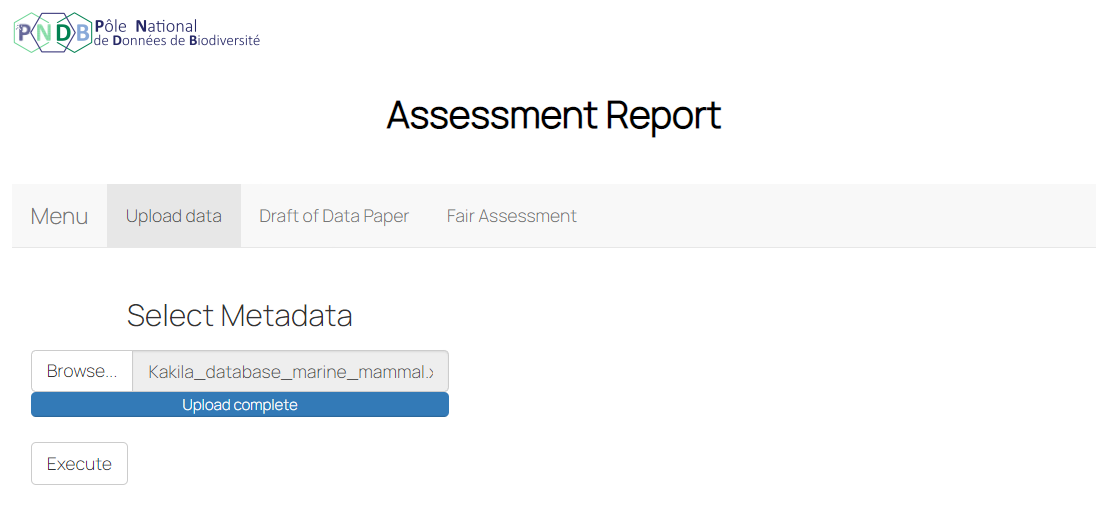 PNDB Pôle National
de Données de Biodiversité
Assessment Report
Menu Upload data Draft of Data Paper Fair Assessment
Select Metadata
Browse... Kakila_database_marine_mammal.x
Upload complete
Execute